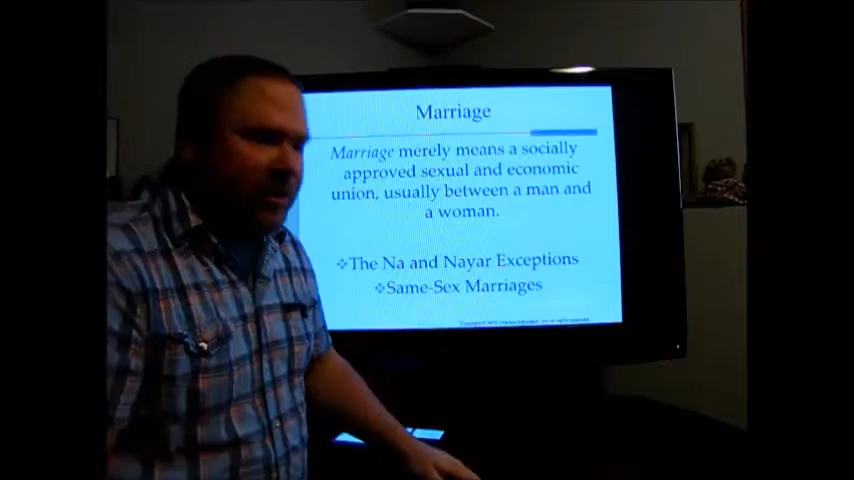 Marriage
Marriage merely means a socially
approved sexual and economic
union, usually between a man and
a woman.
❖The Na and Nayar Exceptions
❖Same-Sex Marriages